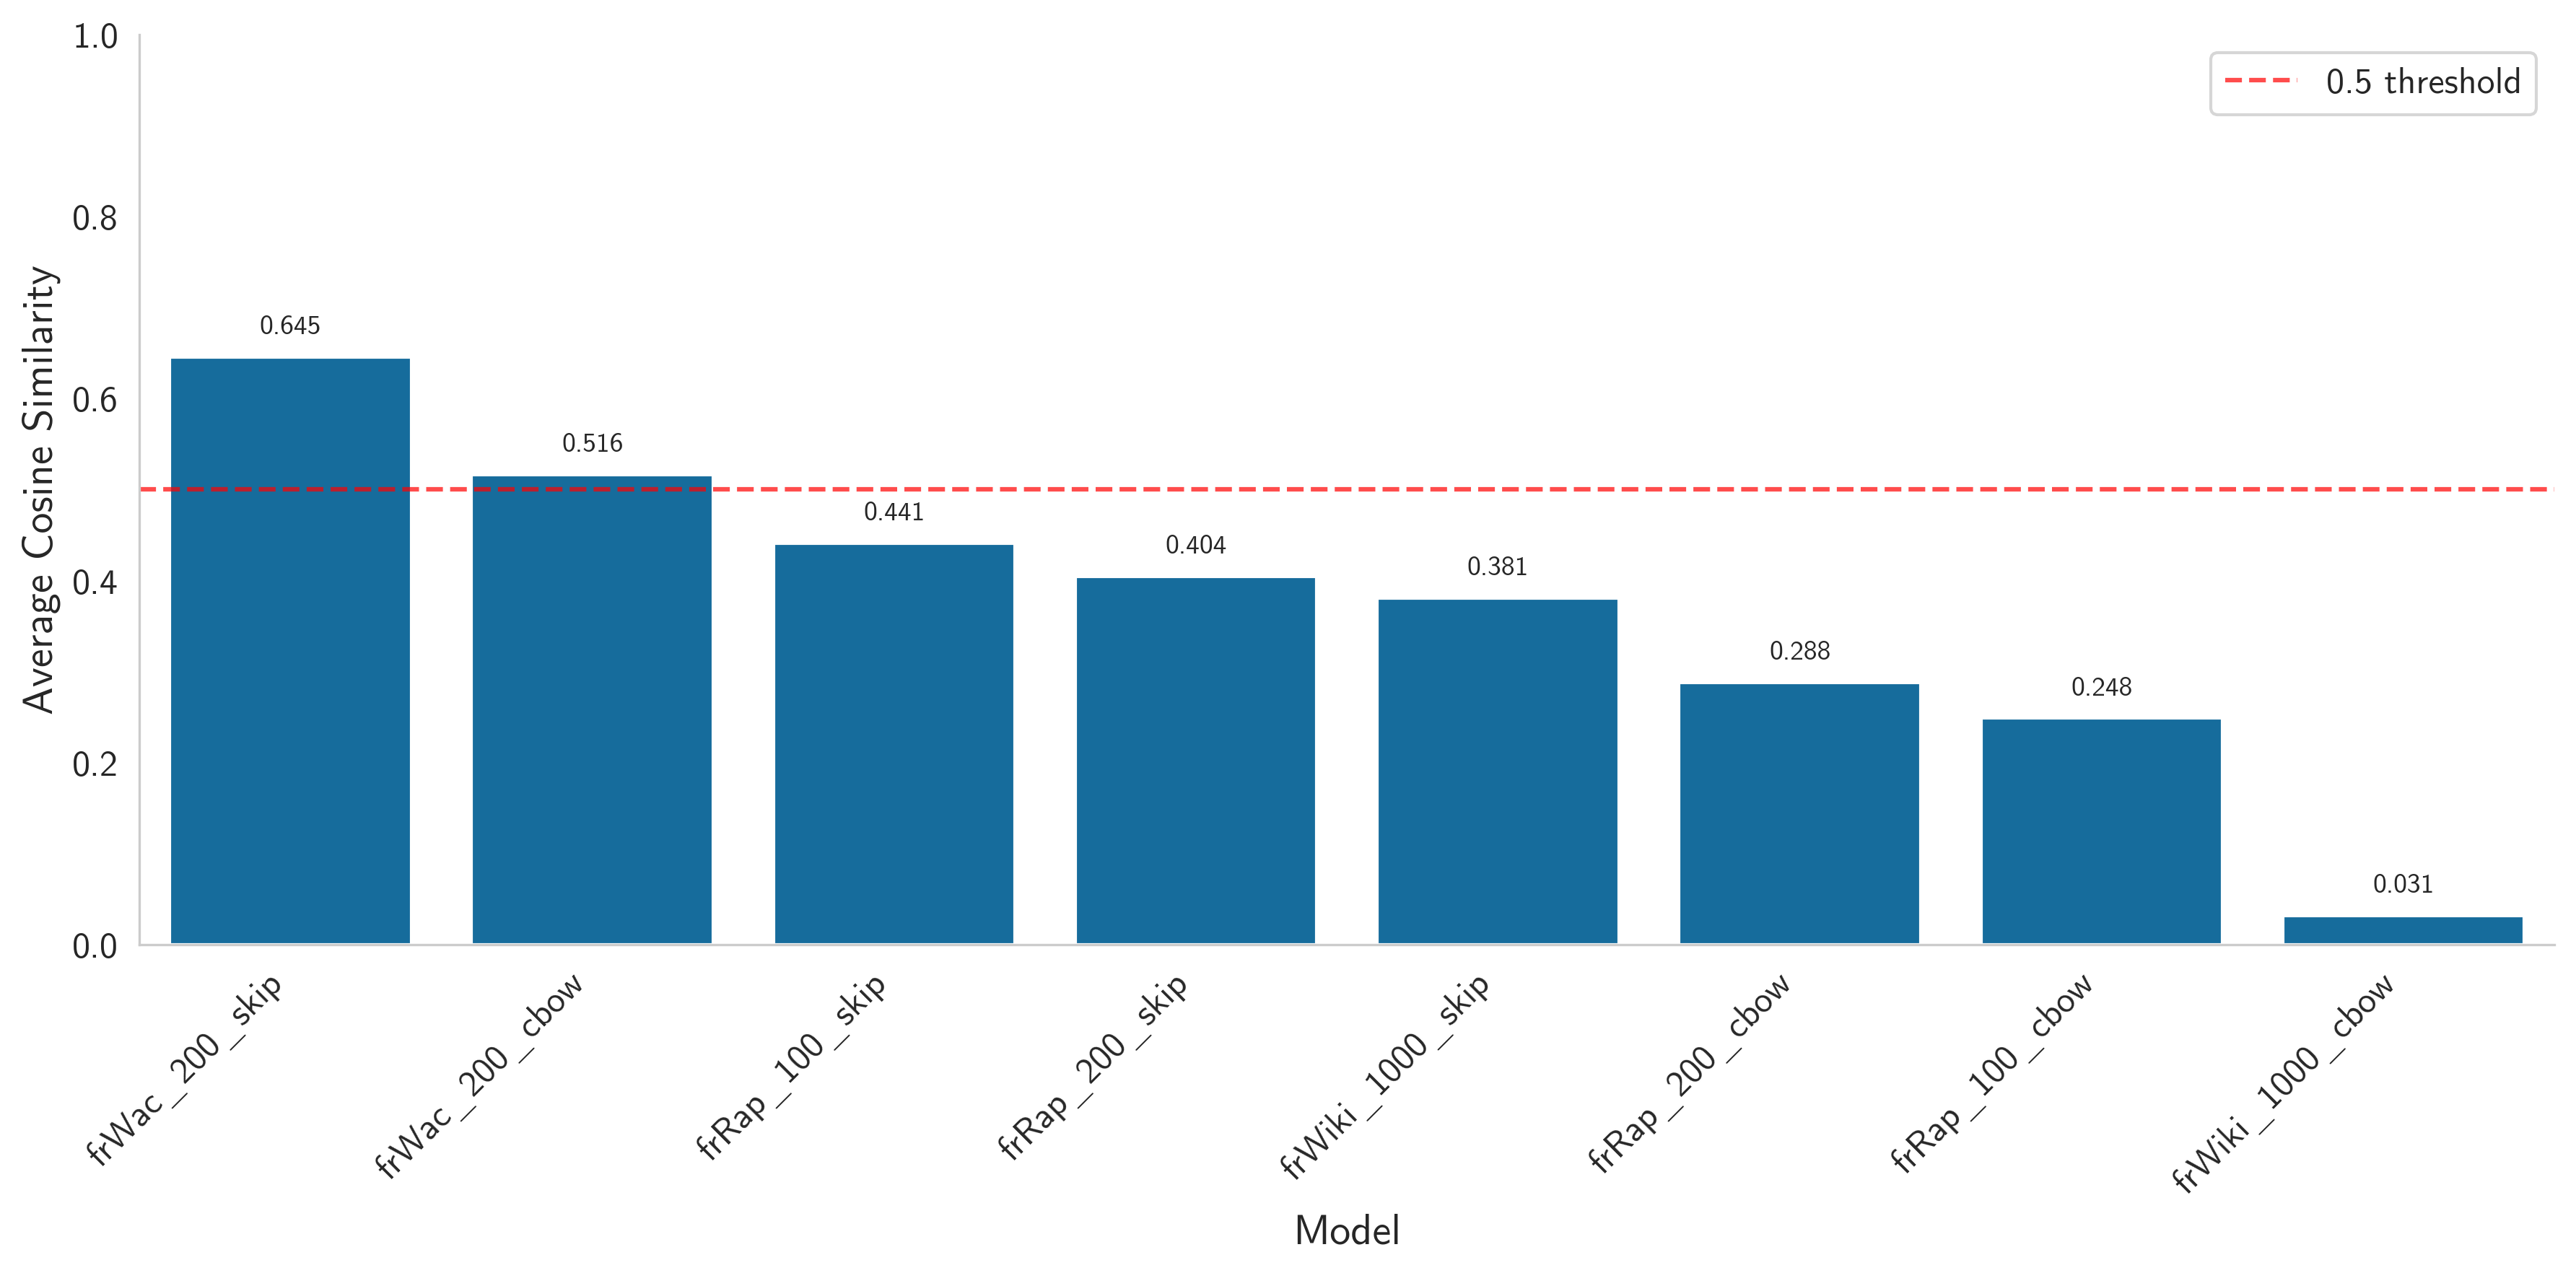 1.0
0.8
0.6
0.4
0.2
0.0
Average Cosine Similarity
0.5 threshold
0.645
0.516
0.441
0.404
0.381
0.288
0.248
0.031
frWac_200_skip
frWac_200_cbow
frRap_100_skip
frRap_200_skip
frWiki_1000_skip
frRap_200_cbow
frRap_100_cbow
frWiki_1000_cbow
Model